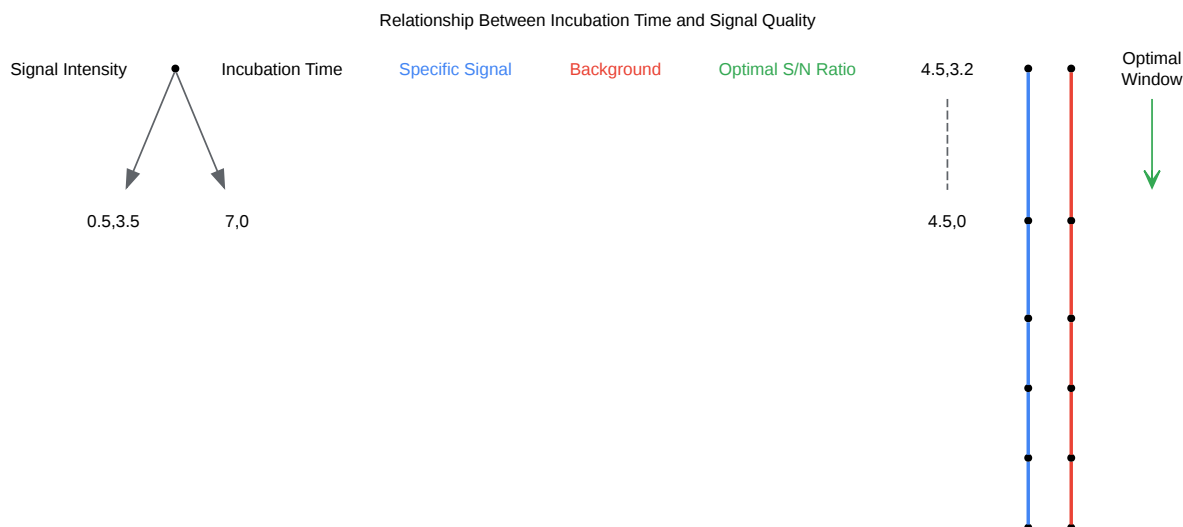 Relationship Between Incubation Time and Signal Quality
Signal Intensity
Incubation Time
Specific Signal
Background
Optimal S/N Ratio
4.5,3.2
Optimal
Window
0.5,3.5
7,0
4.5,0